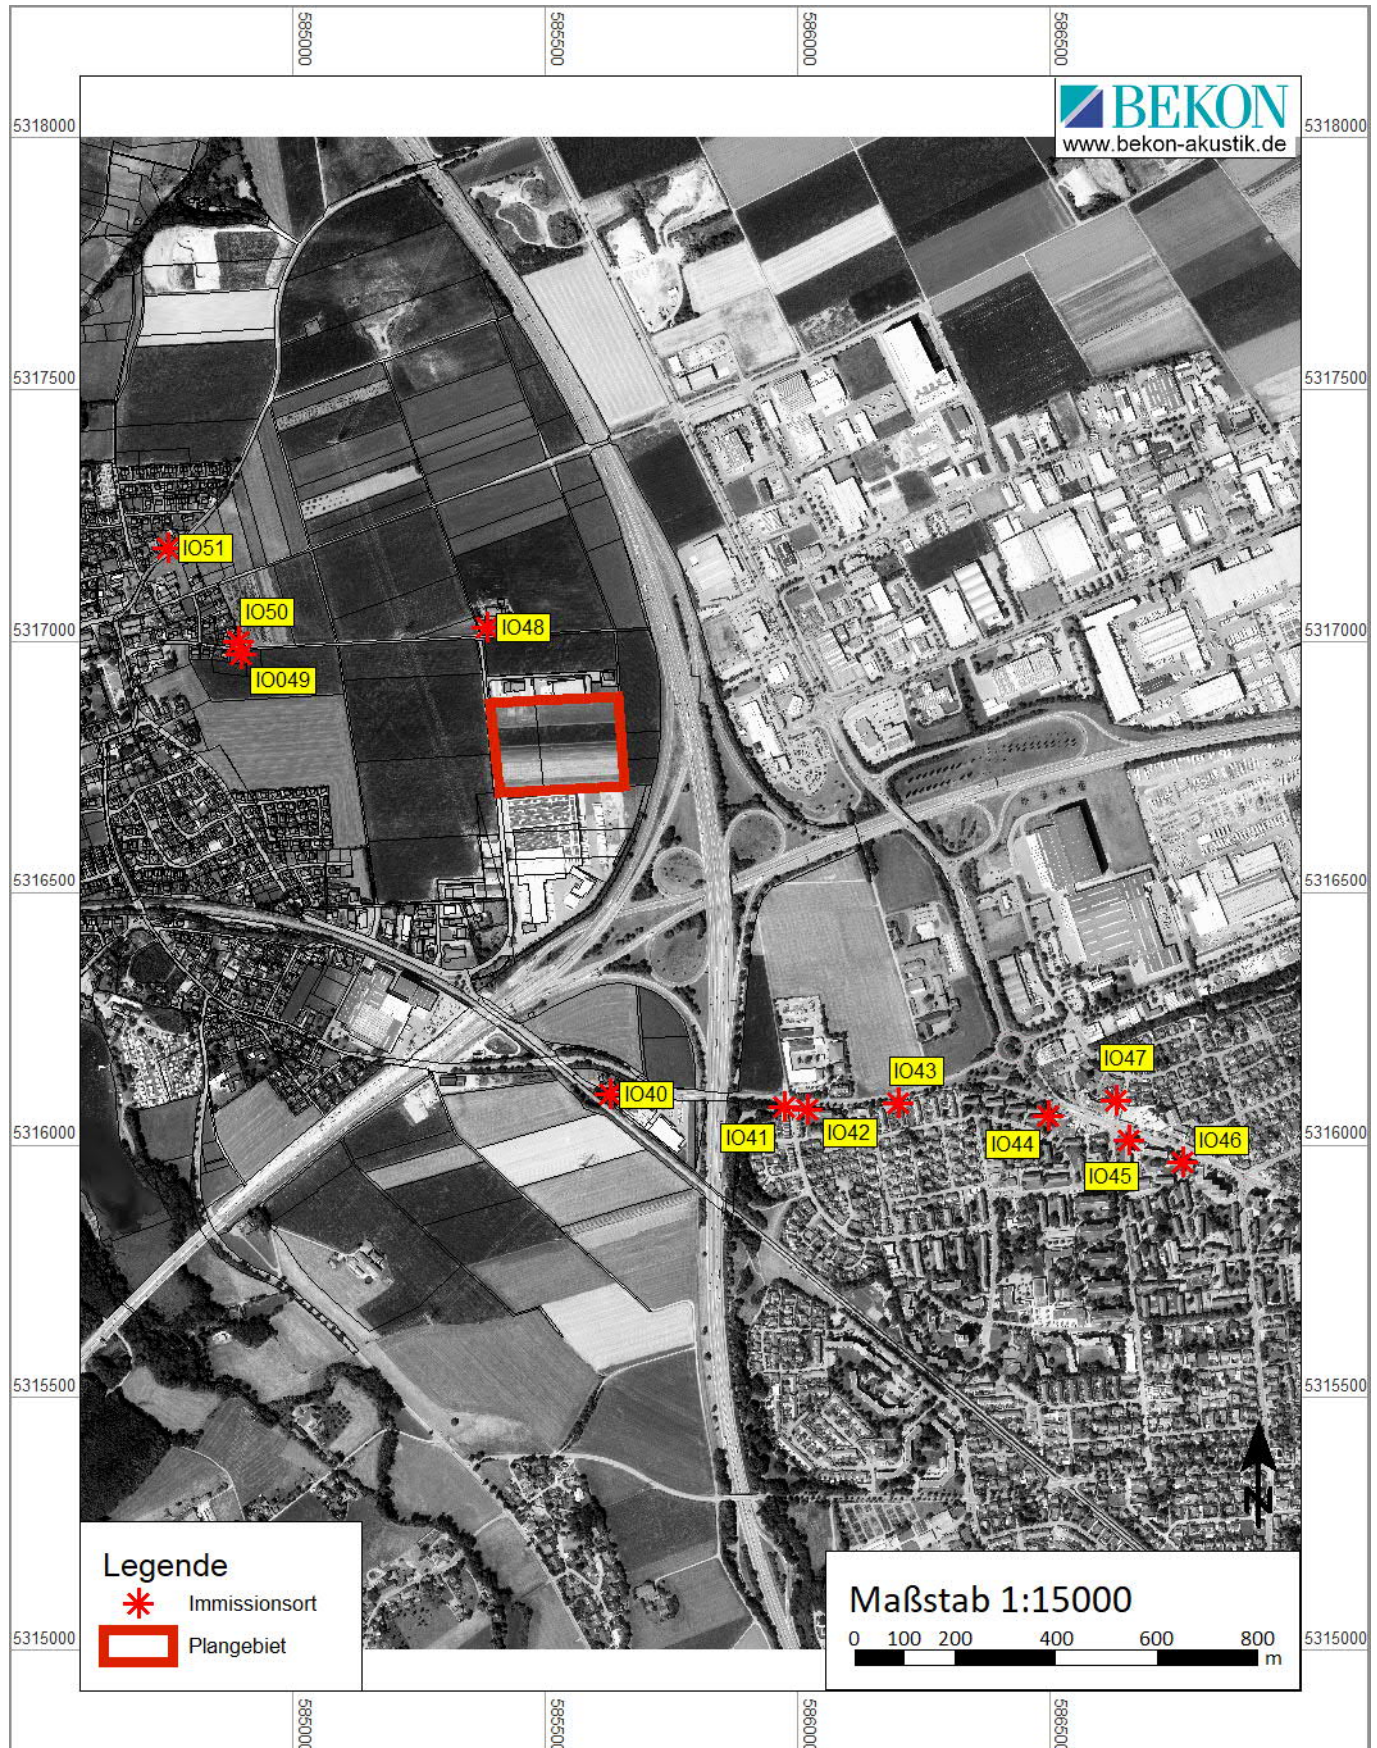 585000
585500
586000
586500
BEKON
www.bekon-akustik.de
5318000
5318000
5317500
5317500
IO51
IO50
IO48
5317000
5317000
IO049
5316500
5316500
IO47
IO43
IO40
IO41
IO42
IO44
IO46
IO45
5316000
5316000
5315500
5315500
N
Legende
Immissionsort
Plangebiet
Maßstab 1:15000
0 100 200 400 600 800
m
5315000
5315000
585000
585500
586000
586500